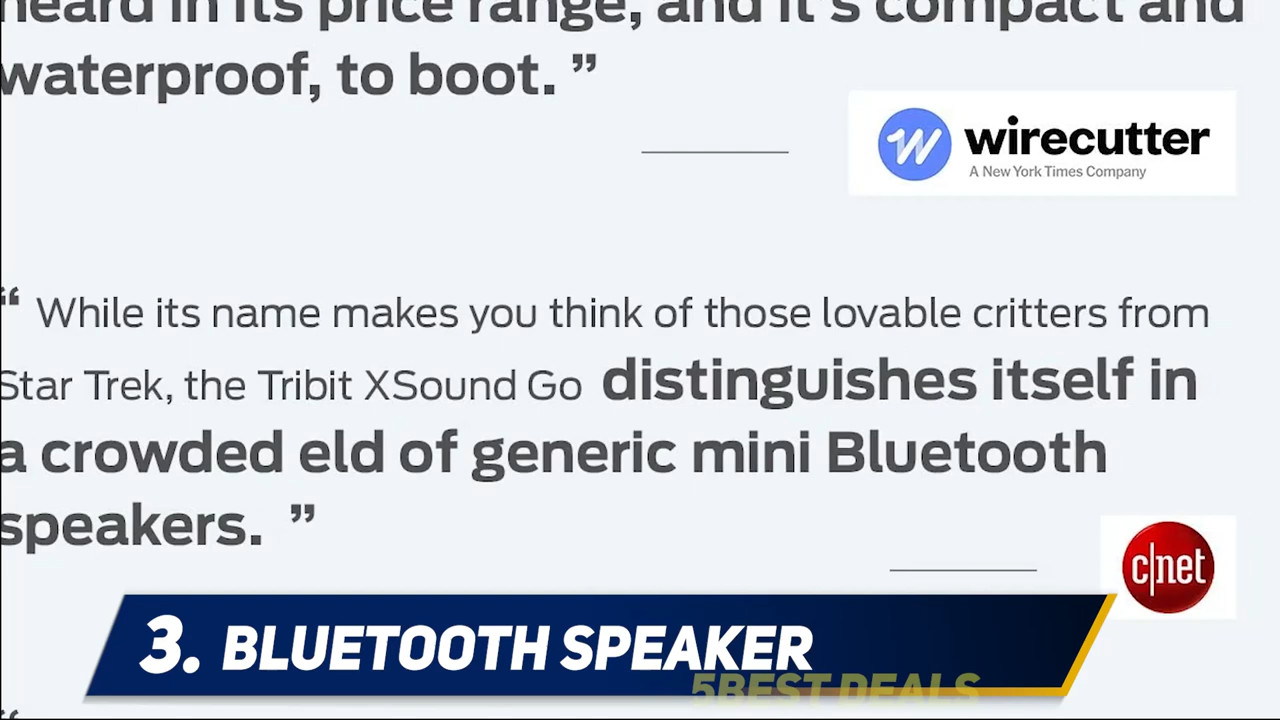 heard in its price range, and it's compact and
waterproof, to boot. ”
wirecutter
A New York Times Company
“ While its name makes you think of those lovable critters from
Star Trek, the Tribit XSound Go distinguishes itself in
a crowded eld of generic mini Bluetooth
speakers. ”
c|net
3. BLUETOOTH SPEAKER
5BEST DEALS
“